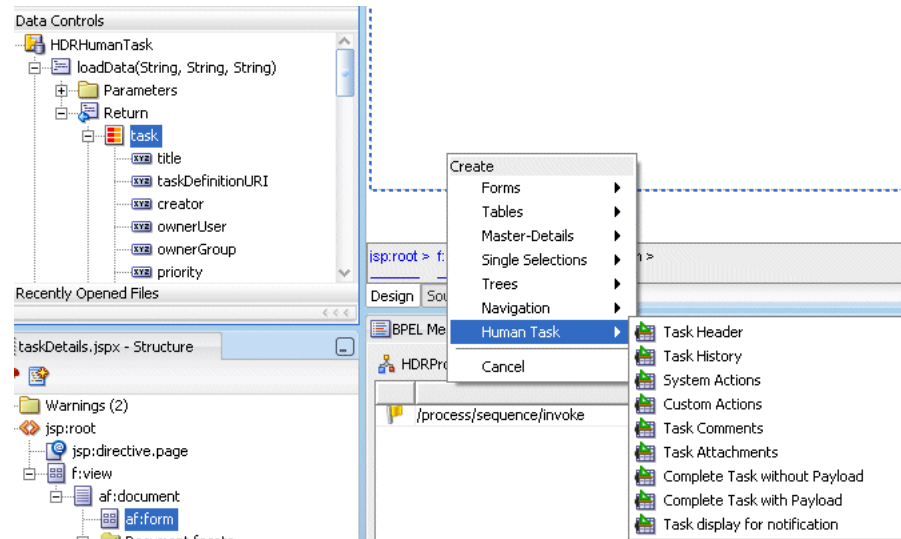 Data Controls
HDRHumanTask
loadData(String, String, String)
Parameters
Return
task
title
taskDefinitionURI
creator
ownerUser
ownerGroup
priority
Recently Opened Files
taskDetails.jspx - Structure
Warnings (2)
jsp:root
jsp:directive.page
f:view
af:document
af:form
jsp:root > f:
>
Design
BPEL
HDRPro
/process/sequence/invoke
Create
Forms
Tables
Master-Details
Single Selections
Trees
Navigation
Human Task
Cancel
Task Header
Task History
System Actions
Custom Actions
Task Comments
Task Attachments
Complete Task without Payload
Complete Task with Payload
Task display for notification